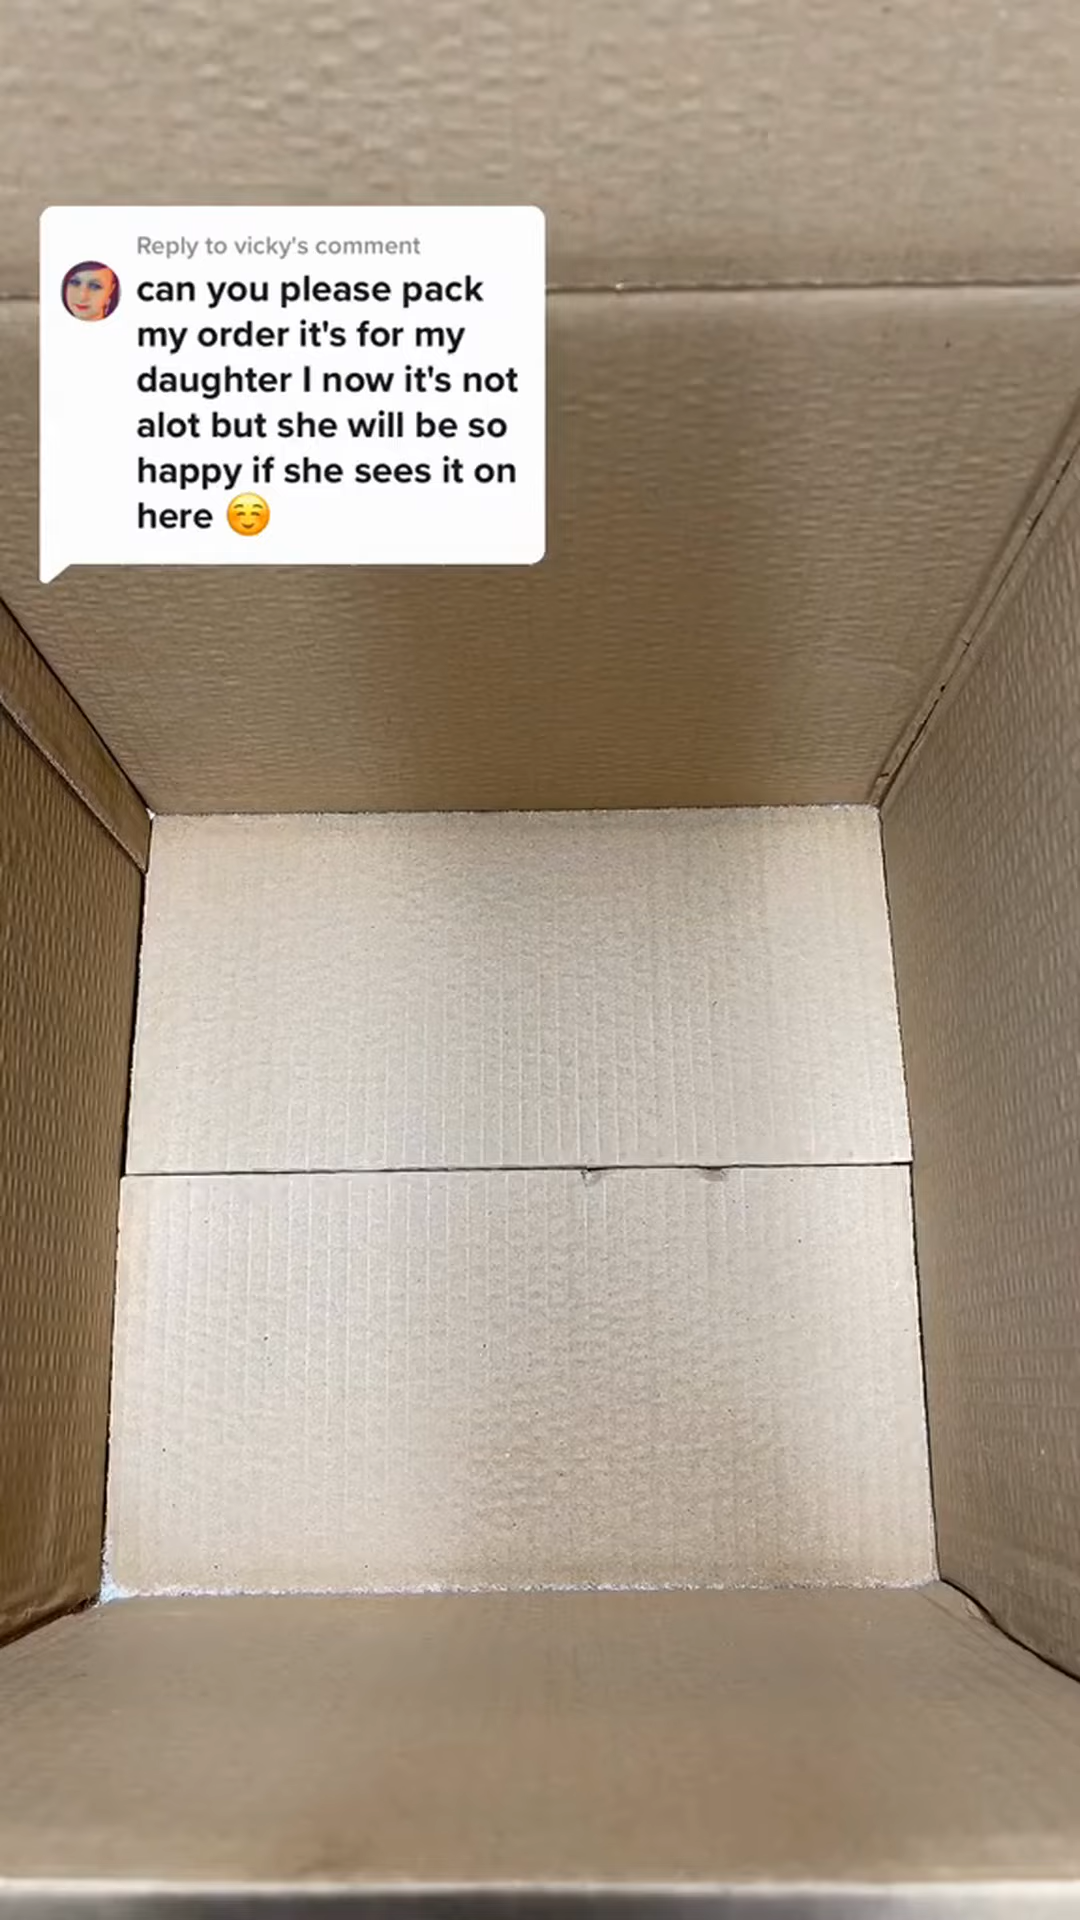 Reply to vicky's comment
can you please pack
my order it's for my
daughter I now it's not
alot but she will be so
happy if she sees it on
here ☺️